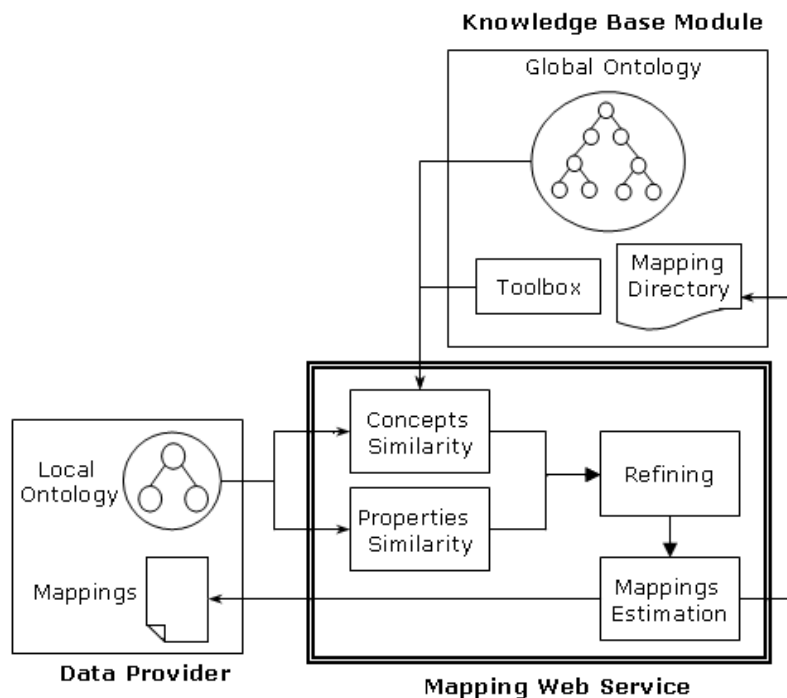 Knowledge Base Module
Global Ontology
Toolbox
Mapping
Directory
Concepts
Similarity
Refining
Local
Ontology
Properties
Similarity
Mappings
Mappings
Estimation
Data Provider
Mapping Web Service